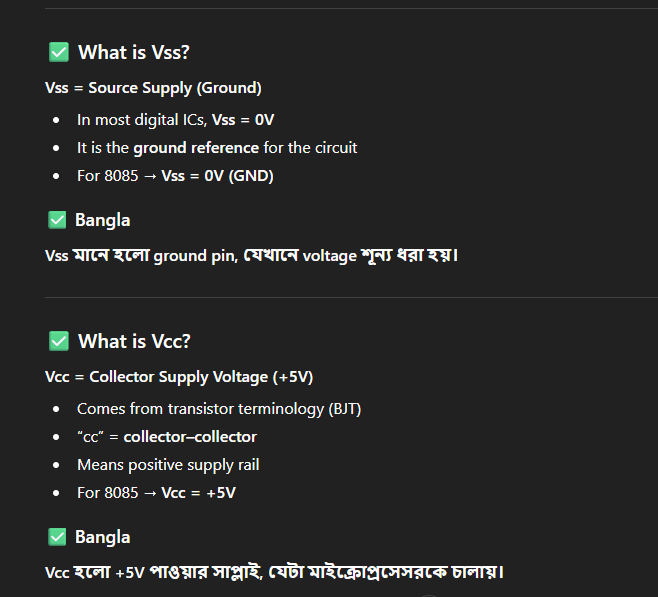 ✅ What is Vss?
Vss = Source Supply (Ground)
• In most digital ICs, Vss = 0V
• It is the ground reference for the circuit
• For 8085 → Vss = 0V (GND)
✅ Bangla
Vss মানে হলো ground pin, যেখানে voltage শূন্য ধরা হয়।
✅ What is Vcc?
Vcc = Collector Supply Voltage (+5V)
• Comes from transistor terminology (BJT)
• “cc” = collector–collector
• Means positive supply rail
• For 8085 → Vcc = +5V
✅ Bangla
Vcc হলো +5V পাওয়ার সাপ্লাই, যেটা মাইক্রোপ্রসেসরকে চালায়।